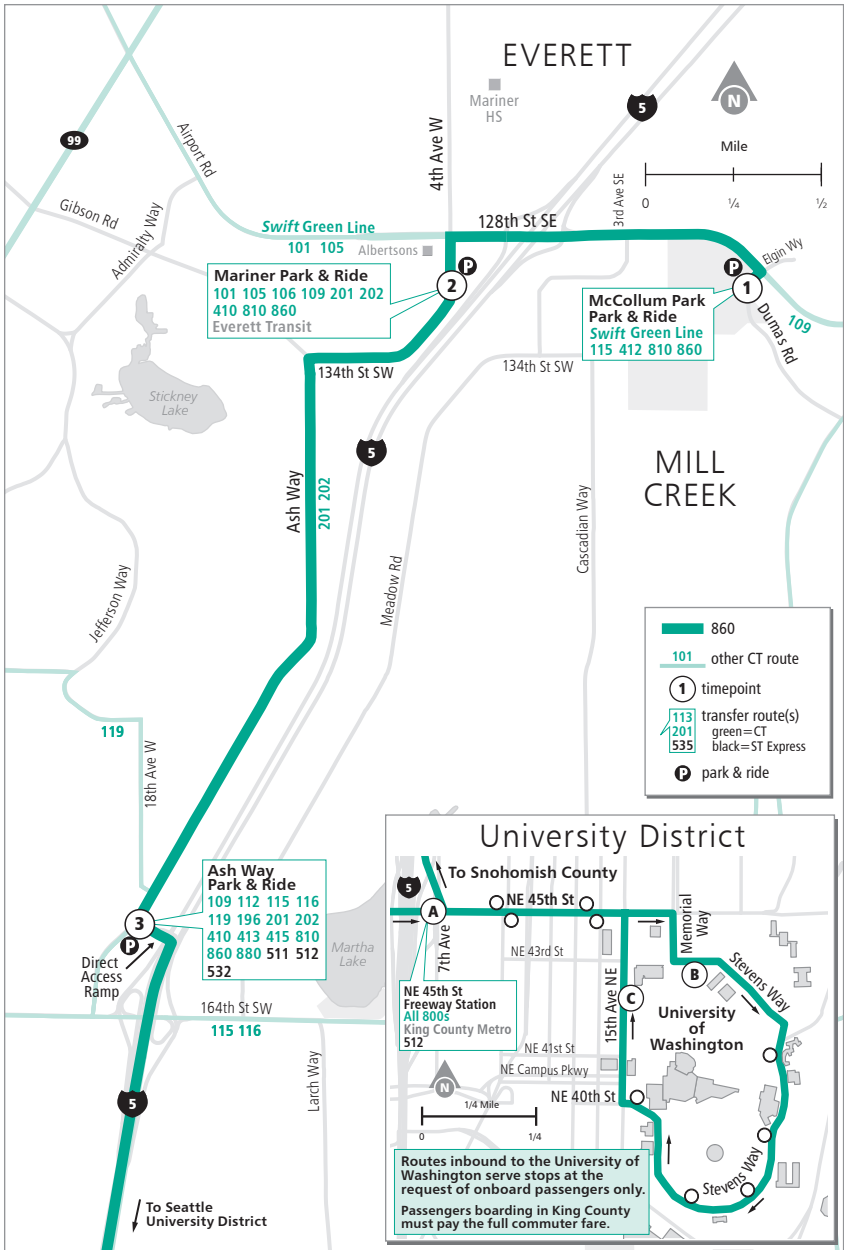 EVERETT
Mariner
HS
5
N
99
Airport Rd
4th Ave W
Mile
0
1/4
1/2
3rd Ave SE
Gibson Rd
Admiralty Way
Swift Green Line
101 105
Albertsons
128th St SE
Elgin Wy
P
P
Mariner Park & Ride
101 105 106 109 201 202
410 810 860
Everett Transit
2
1
McCollum Park
Park & Ride
Swift Green Line
115 412 810 860
109
Dumas Rd
134th St SW
134th St SW
Stickney
Lake
5
MILL
CREEK
Ash Way
201 202
Cascadian Way
Meadow Rd
Jefferson Way
860
101 other CT route
1 timepoint
113 transfer route(s)
201 green=CT
535 black=ST Express
P park & ride
119
18th Ave W
Ash Way
Park & Ride
109 112 115 116
119 196 201 202
410 413 415 810
860 880 511 512
532
3
P
Direct
Access
Ramp
Martha
Lake
164th St SW
115 116
Larch Way
5
To Seattle
University District
University District
To Snohomish County
5
A
NE 45th St
7th Ave
Memorial
Way
Stevens Way
NE 43rd St
B
NE 45th St
Freeway Station
All 800s
King County Metro
512
15th Ave NE
C
University
of
Washington
NE 41st St
NE Campus Pkwy
NE 40th St
N
1/4 Mile
0
1/4
Stevens Way
Routes inbound to the University of
Washington serve stops at the
request of onboard passengers only.
Passengers boarding in King County
must pay the full commuter fare.